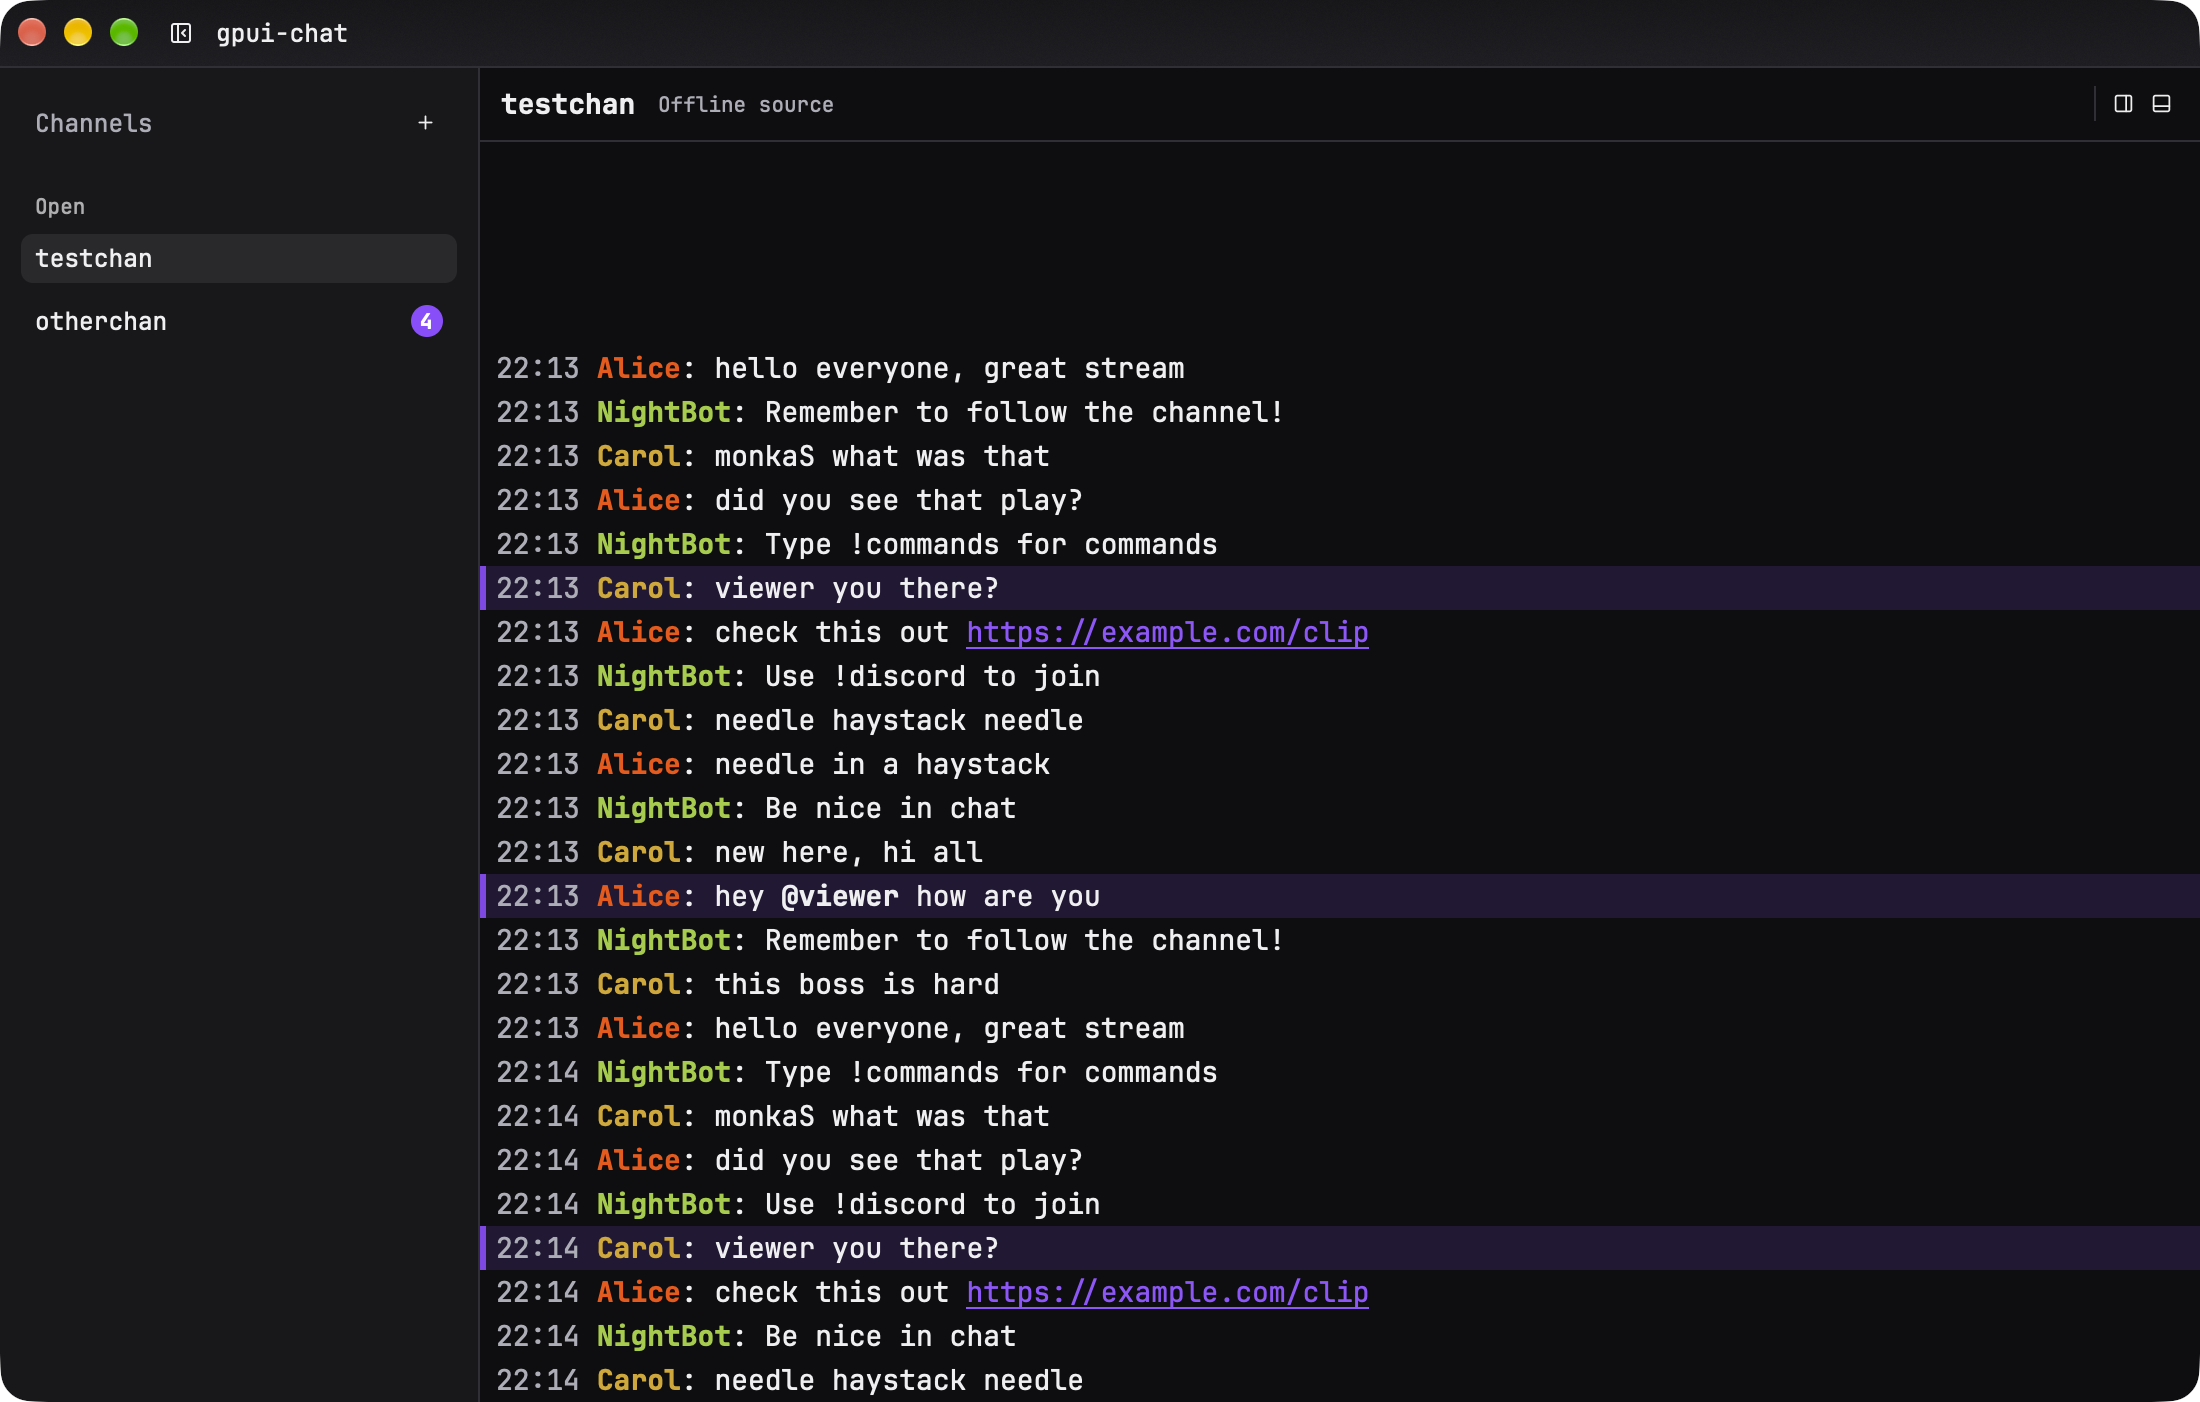 gpui-chat
Channels +
Open
testchan
otherchan 4
testchan Offline source
22:13 Alice: hello everyone, great stream
22:13 NightBot: Remember to follow the channel!
22:13 Carol: monkaS what was that
22:13 Alice: did you see that play?
22:13 NightBot: Type !commands for commands
22:13 Carol: viewer you there?
22:13 Alice: check this out https://example.com/clip
22:13 NightBot: Use !discord to join
22:13 Carol: needle haystack needle
22:13 Alice: needle in a haystack
22:13 NightBot: Be nice in chat
22:13 Carol: new here, hi all
22:13 Alice: hey @viewer how are you
22:13 NightBot: Remember to follow the channel!
22:13 Carol: this boss is hard
22:13 Alice: hello everyone, great stream
22:14 NightBot: Type !commands for commands
22:14 Carol: monkaS what was that
22:14 Alice: did you see that play?
22:14 NightBot: Use !discord to join
22:14 Carol: viewer you there?
22:14 Alice: check this out https://example.com/clip
22:14 NightBot: Be nice in chat
22:14 Carol: needle haystack needle